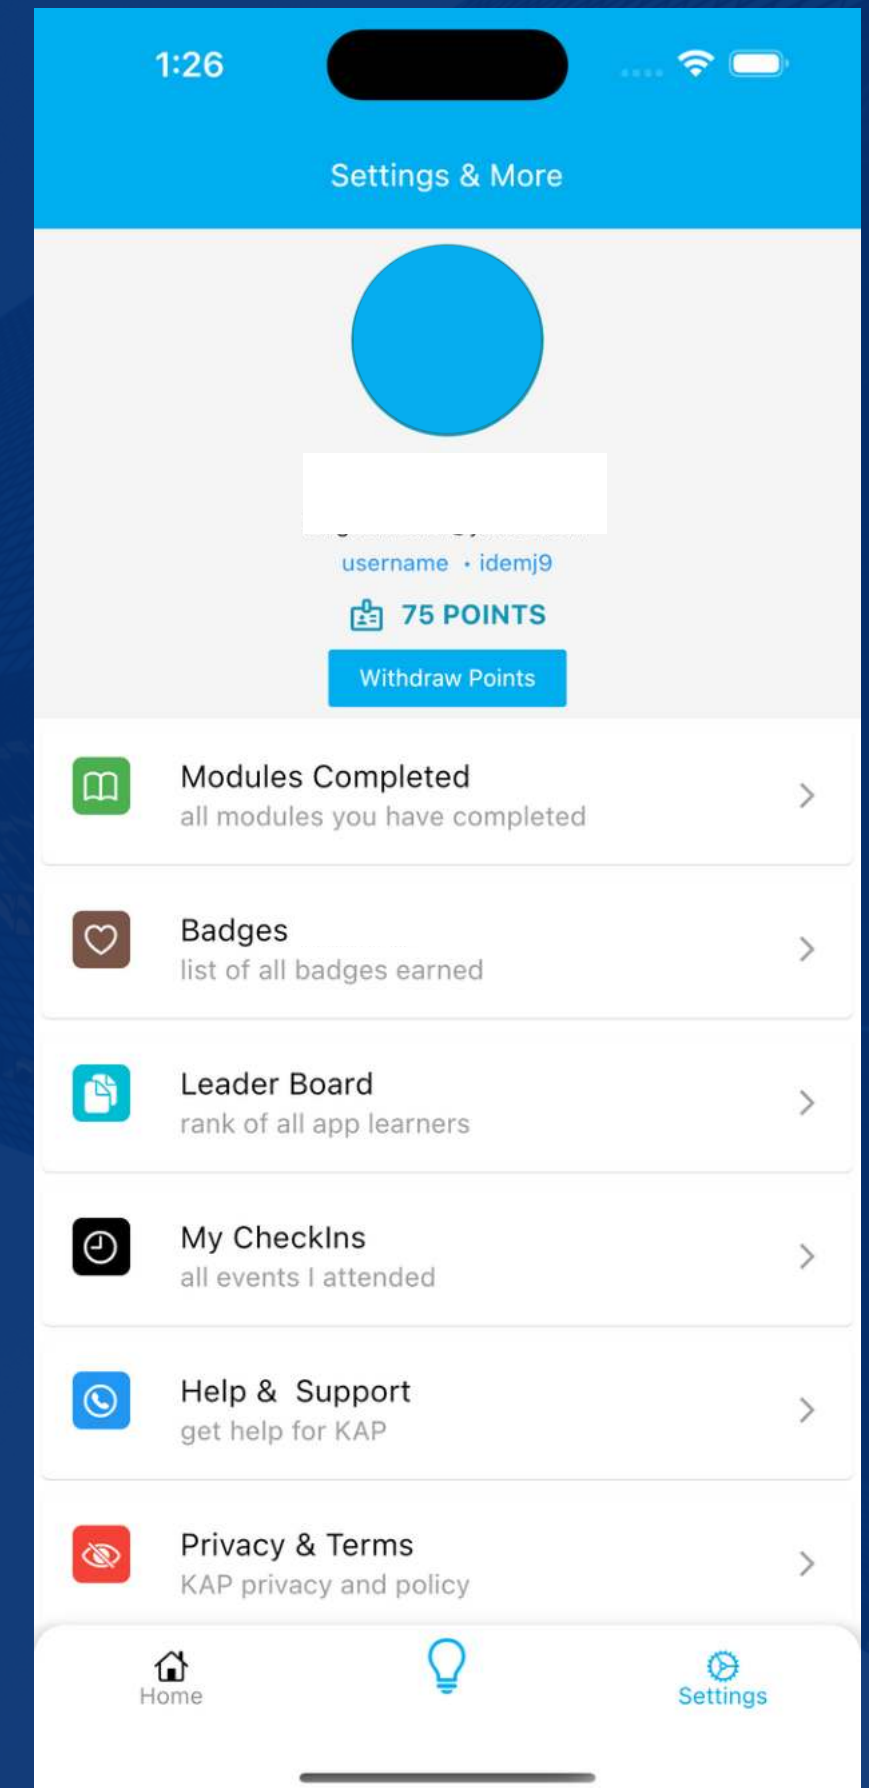 1:26
Settings & More
username • idemj9
75 POINTS
Withdraw Points
Modules Completed
all modules you have completed
Badges
list of all badges earned
Leader Board
rank of all app learners
My CheckIns
all events I attended
Help & Support
get help for KAP
Privacy & Terms
KAP privacy and policy
Home
Settings